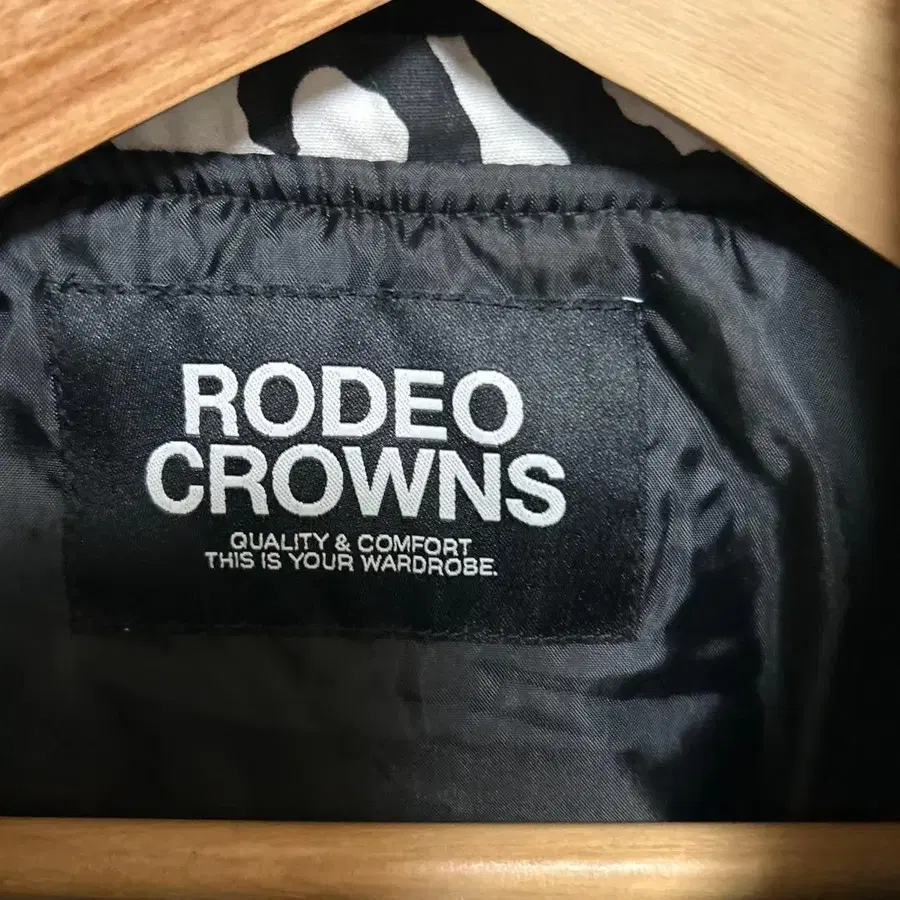 RODEO
CROWNS
QUALITY & COMFORT
THIS IS YOUR WARDROBE.